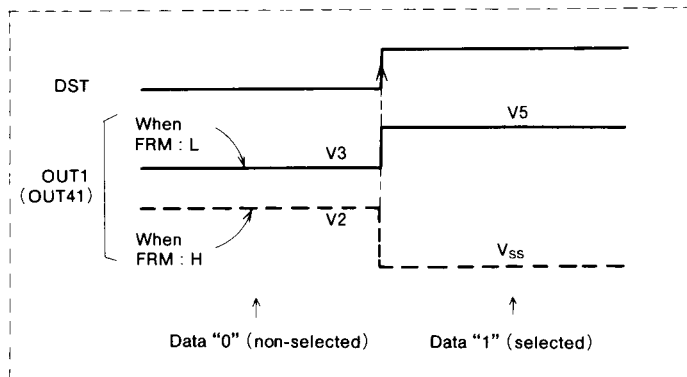 DST
When
FRM : L
V3
V5
OUT1
(OUT41)
V2
When
FRM : H
VSS
Data “0” (non-selected)
Data “1” (selected)